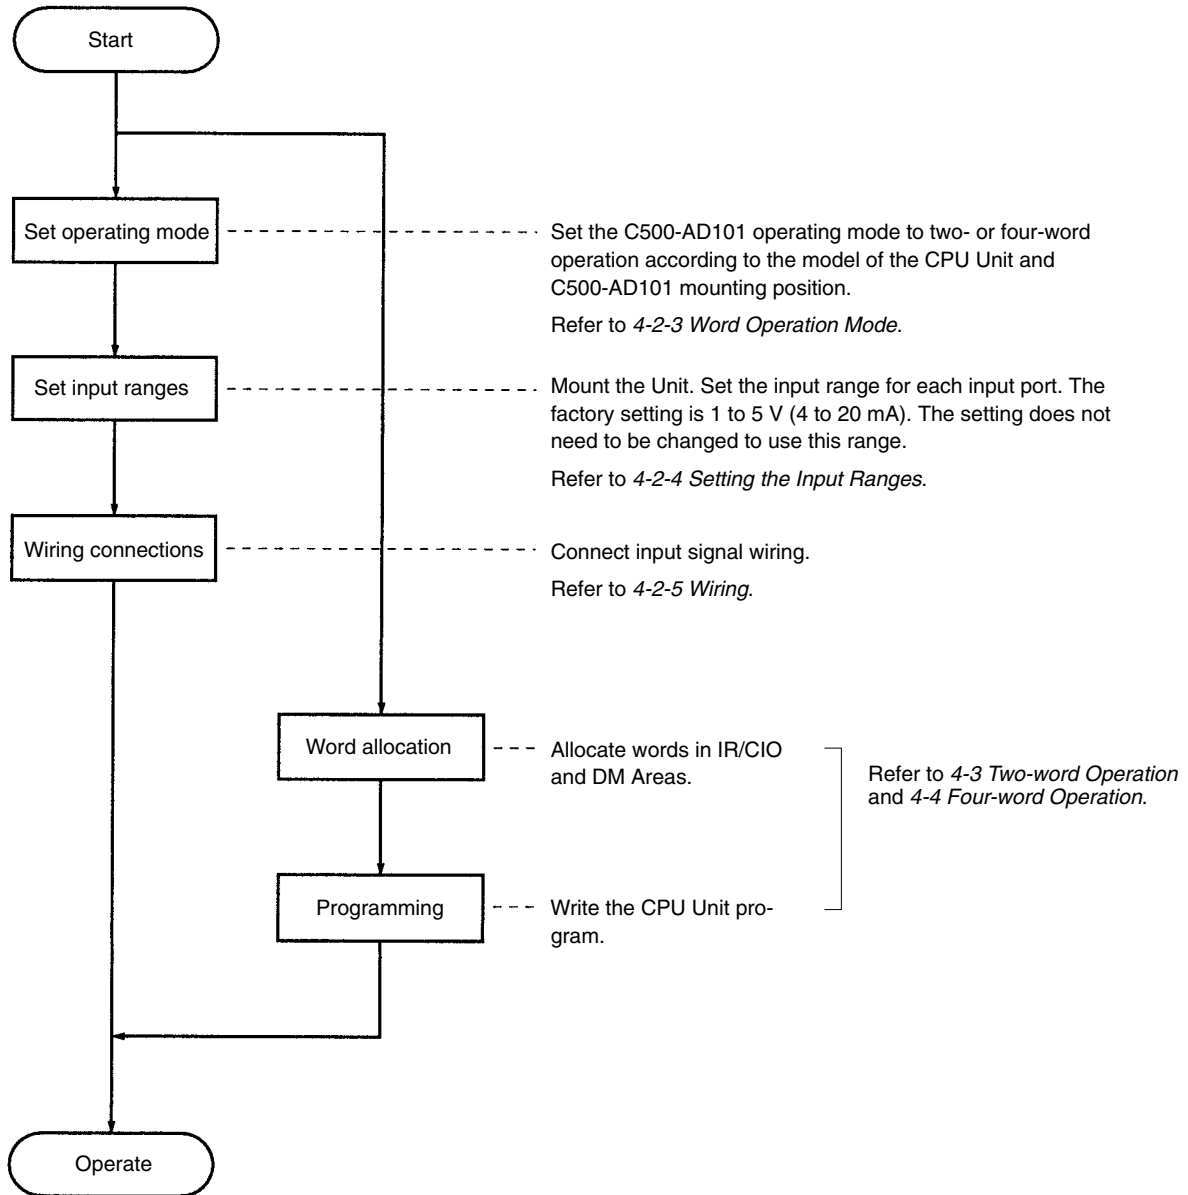 Start
Set operating mode
Set the C500-AD101 operating mode to two- or four-word
operation according to the model of the CPU Unit and
C500-AD101 mounting position.
Refer to 4-2-3 Word Operation Mode.
Set input ranges
Mount the Unit. Set the input range for each input port. The
factory setting is 1 to 5 V (4 to 20 mA). The setting does not
need to be changed to use this range.
Refer to 4-2-4 Setting the Input Ranges.
Wiring connections
Connect input signal wiring.
Refer to 4-2-5 Wiring.
Word allocation
Allocate words in IR/CIO
and DM Areas.
Refer to 4-3 Two-word Operation
and 4-4 Four-word Operation.
Programming
Write the CPU Unit pro-
gram.
Operate